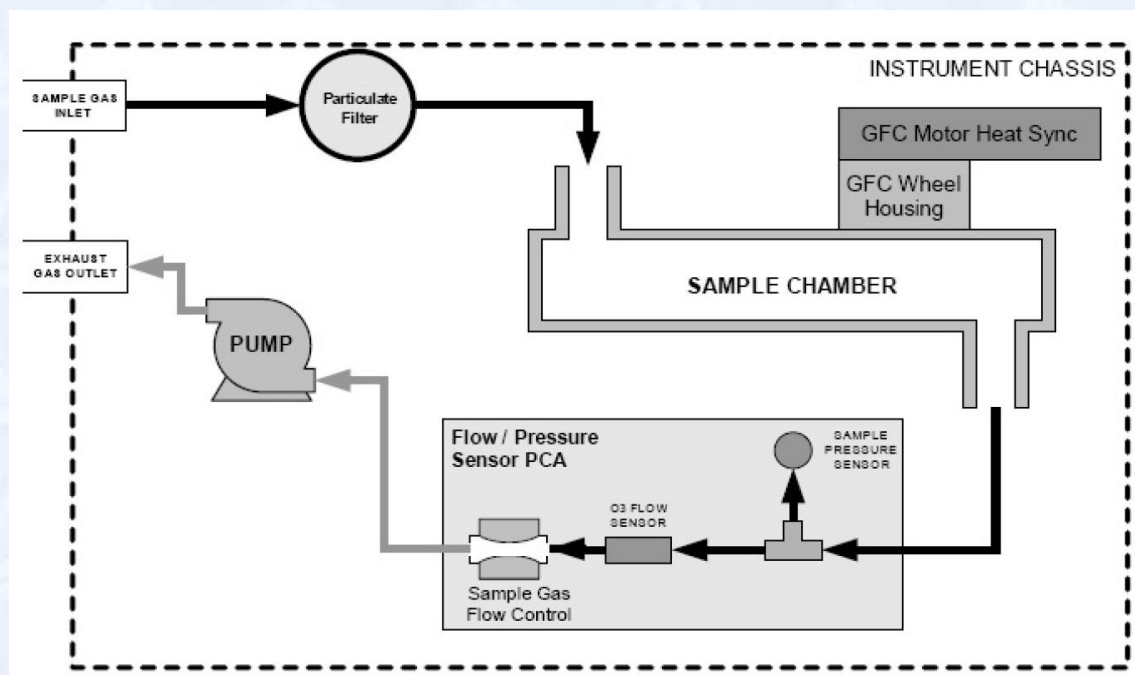 INSTRUMENT CHASSIS
SAMPLE GAS
INLET
Particulate
Filter
GFC Motor Heat Sync
GFC Wheel
Housing
EXHAUST
GAS OUTLET
SAMPLE CHAMBER
PUMP
Flow / Pressure
Sensor PCA
SAMPLE
PRESSURE
SENSOR
O3 FLOW
SENSOR
Sample Gas
Flow Control